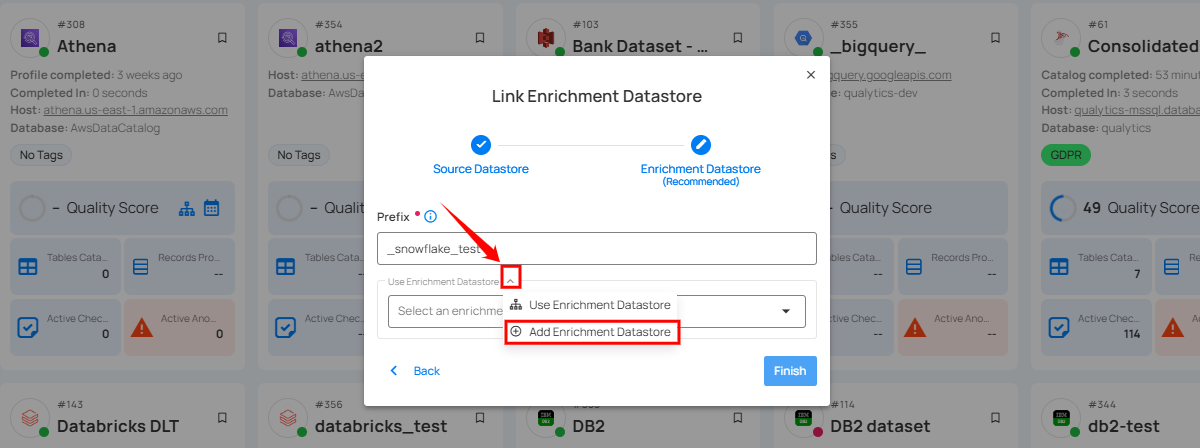 #308
Athena
Profile completed: 3 weeks ago
Completed In: 0 seconds
Host: athena.us-east-1.amazonaws.com
Database: AwsDataCatalog
No Tags
– Quality Score
Tables Cata...
0
Records Pro...
--
Active Chec...
0
Active Ano...
0
#354
athena2
Host: athena.us-e
Database: AwsDa
No Tags
– Quali
Tables Cata
Active Chec
#103
Bank Dataset - ...
#355
_bigquery_
gquery.googleapis.com
qualytics-dev
s
Quality Score
Records Pro...
--
Active Ano...
--
#61
Consolidated
Catalog completed: 53 minut
Completed In: 3 seconds
Host: qualytics-mssql.databa
Database: qualytics
GDPR
49 Quality Score
Tables Cata...
7
Reco
Active Chec...
114
Activ
Link Enrichment Datastore
Source Datastore
Enrichment Datastore
(Recommended)
Prefix
_snowflake_test
Use Enrichment Datastore
Select an enrichme
Use Enrichment Datastore
Add Enrichment Datastore
Back
Finish
#143
Databricks DLT
#356
databricks_test
DB2
#114
DB2 dataset
#344
db2-test